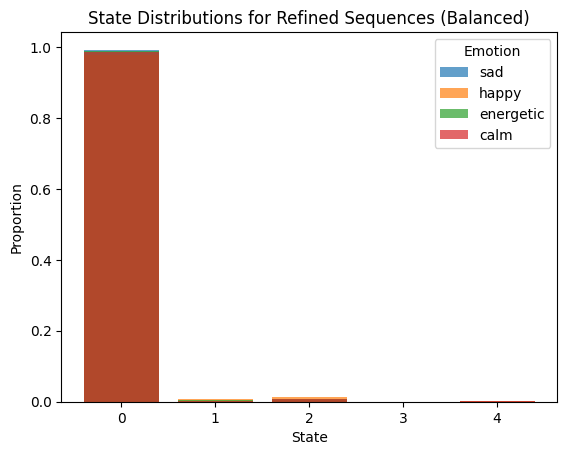 State Distributions for Refined Sequences (Balanced)
1.0
0.8
0.6
0.4
0.2
0.0
Proportion
Emotion
sad
happy
energetic
calm
0 1 2 3 4
State